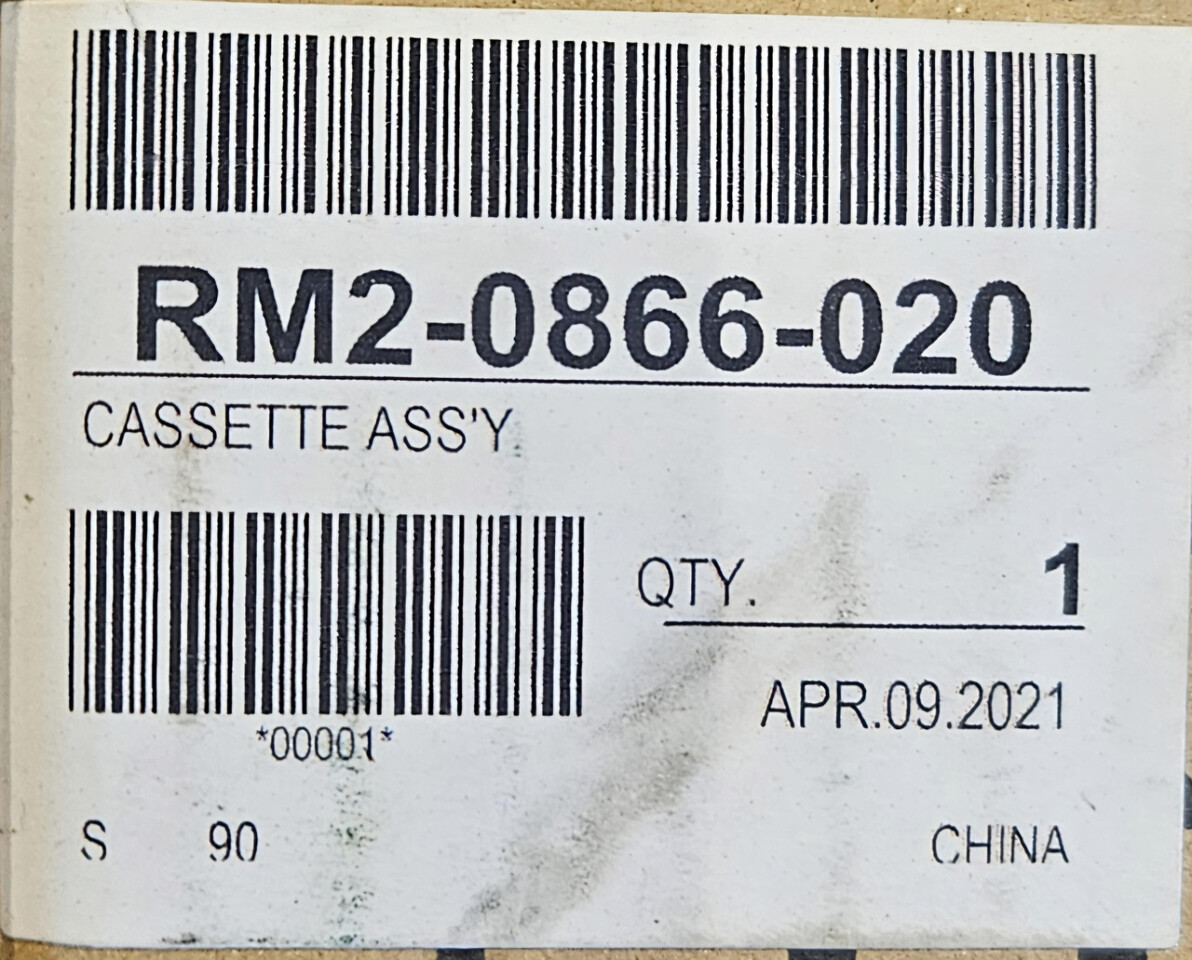 RM2-0866-020
CASSETTE ASS'Y
QTY. 1
*00001*
APR.09.2021
S 90 CHINA